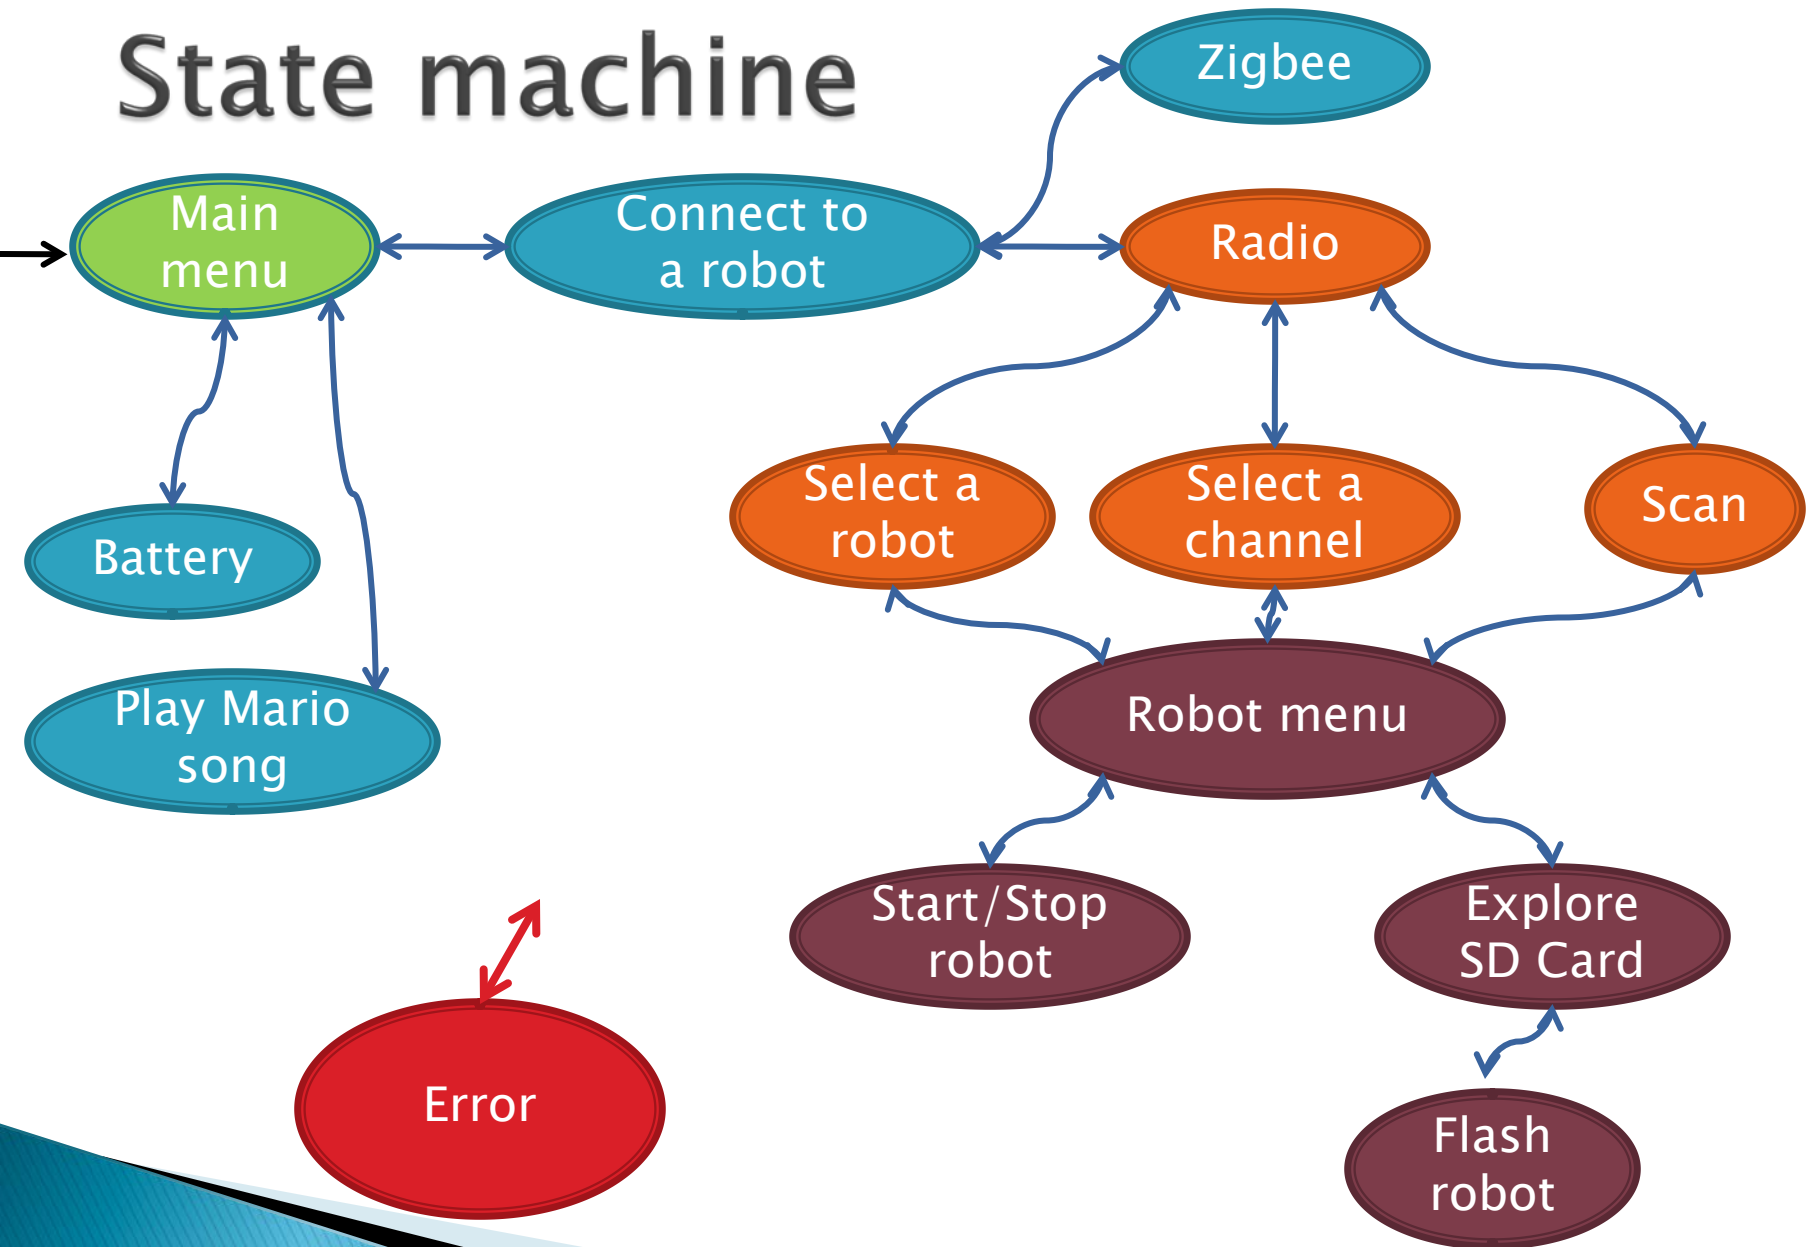 State machine
Zigbee
Main
menu
Connect to
a robot
Radio
Select a
robot
Select a
channel
Scan
Battery
Play Mario
song
Robot menu
Start/Stop
robot
Explore
SD Card
Error
Flash
robot